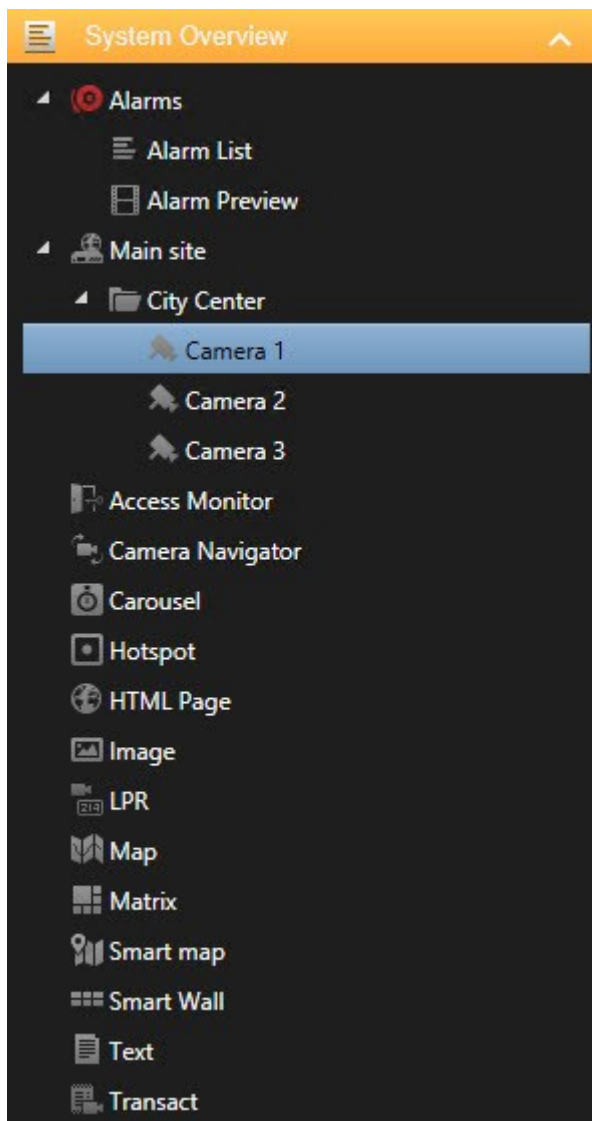 System Overview
Alarms
Alarm List
Alarm Preview
Main site
City Center
Camera 1
Camera 2
Camera 3
Access Monitor
Camera Navigator
Carousel
Hotspot
HTML Page
Image
LPR
Map
Matrix
Smart map
Smart Wall
Text
Transact